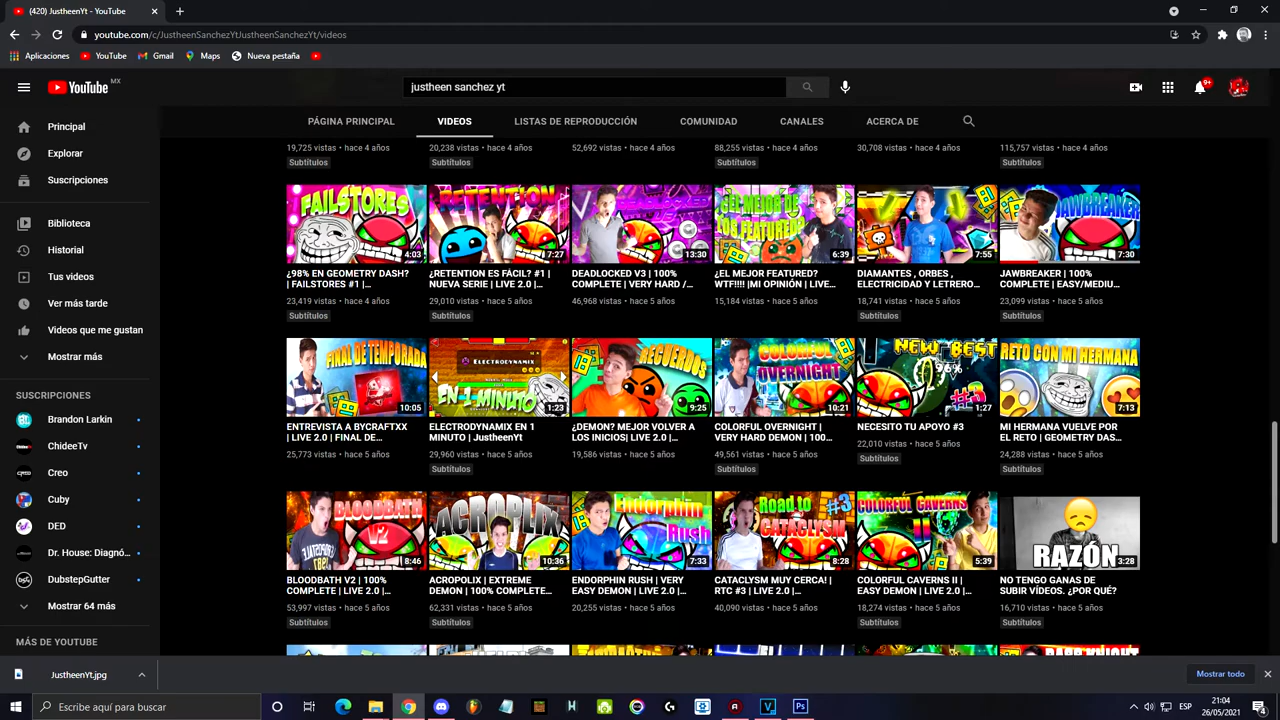 (420) JustheenYt - YouTube
youtube.com/c/JustheenSanchezYtJustheenSanchezYt/videos
Aplicaciones YouTube Gmail Maps Nueva pestaña
YouTube MX
justheen sanchez yt
9+
PÁGINA PRINCIPAL VIDEOS LISTAS DE REPRODUCCIÓN COMUNIDAD CANALES ACERCA DE
Principal
Explorar
Suscripciones
Biblioteca
Historial
Tus videos
Ver más tarde
Videos que me gustan
Mostrar más
SUSCRIPCIONES
Brandon Larkin
ChideeTv
Creo
Cuby
DED
Dr. House: Diagnó...
DubstepGutter
Mostrar 64 más
MÁS DE YOUTUBE
19,725 vistas • hace 4 años
Subtítulos
20,238 vistas • hace 4 años
Subtítulos
52,692 vistas • hace 4 años
88,255 vistas • hace 4 años
Subtítulos
30,708 vistas • hace 4 años
115,757 vistas • hace 4 años
Subtítulos
FAILSTORES
4:03
¿98% EN GEOMETRY DASH?
| FAILSTORES #1 |...
23,419 vistas • hace 4 años
Subtítulos
RETENTION
7:27
¿RETENTION ES FÁCIL? #1 |
NUEVA SERIE | LIVE 2.0 |...
29,010 vistas • hace 5 años
Subtítulos
DEADLOCKED
13:30
DEADLOCKED V3 | 100%
COMPLETE | VERY HARD /...
46,968 vistas • hace 5 años
¿EL MEJOR DE
LOS FEATURED?
6:39
¿EL MEJOR FEATURED?
WTF!!!! |MI OPINIÓN | LIVE...
15,184 vistas • hace 5 años
7:55
DIAMANTES , ORBES ,
ELECTRICIDAD Y LETRERO...
18,741 vistas • hace 5 años
Subtítulos
JAWBREAKER
7:30
JAWBREAKER | 100%
COMPLETE | EASY/MEDIU...
23,099 vistas • hace 5 años
Subtítulos
FINAL DE TEMPORADA
10:05
ENTREVISTA A BYCRAFTXX
| LIVE 2.0 | FINAL DE...
25,773 vistas • hace 5 años
ELECTRODYNAMIX
EN 1 MINUTO
1:23
ELECTRODYNAMIX EN 1
MINUTO | JustheenYt
29,960 vistas • hace 5 años
Subtítulos
RECUERDOS
9:25
¿DEMON? MEJOR VOLVER A
LOS INICIOS| LIVE 2.0 |...
19,586 vistas • hace 5 años
COLORFUL
OVERNIGHT
10:21
COLORFUL OVERNIGHT |
VERY HARD DEMON | 100...
49,561 vistas • hace 5 años
Subtítulos
NEW BEST
96%
#3
1:27
NECESITO TU APOYO #3
22,010 vistas • hace 5 años
Subtítulos
RETO CON MI HERMANA
7:13
MI HERMANA VUELVE POR
EL RETO | GEOMETRY DAS...
24,288 vistas • hace 5 años
Subtítulos
BLOODBATH
V2
8:46
BLOODBATH V2 | 100%
COMPLETE | LIVE 2.0 |...
53,997 vistas • hace 5 años
Subtítulos
ACROPLIX
10:36
ACROPOLIX | EXTREME
DEMON | 100% COMPLETE...
62,331 vistas • hace 5 años
Subtítulos
Endorphin
Rush
7:33
ENDORPHIN RUSH | VERY
EASY DEMON | LIVE 2.0 |...
20,255 vistas • hace 5 años
Road to
CATACLYSM
#3
8:28
CATACLYSM MUY CERCA! |
RTC #3 | LIVE 2.0 |...
40,090 vistas • hace 5 años
Subtítulos
COLORFUL CAVERNS
II
5:39
COLORFUL CAVERNS II |
EASY DEMON | LIVE 2.0 |...
18,274 vistas • hace 5 años
Subtítulos
RAZÓN
3:28
NO TENGO GANAS DE
SUBIR VÍDEOS. ¿POR QUÉ?
16,710 vistas • hace 5 años
Subtítulos
JustheenYt.jpg
Mostrar todo
Escribe aquí para buscar
ESP
21:04
26/05/2021
4